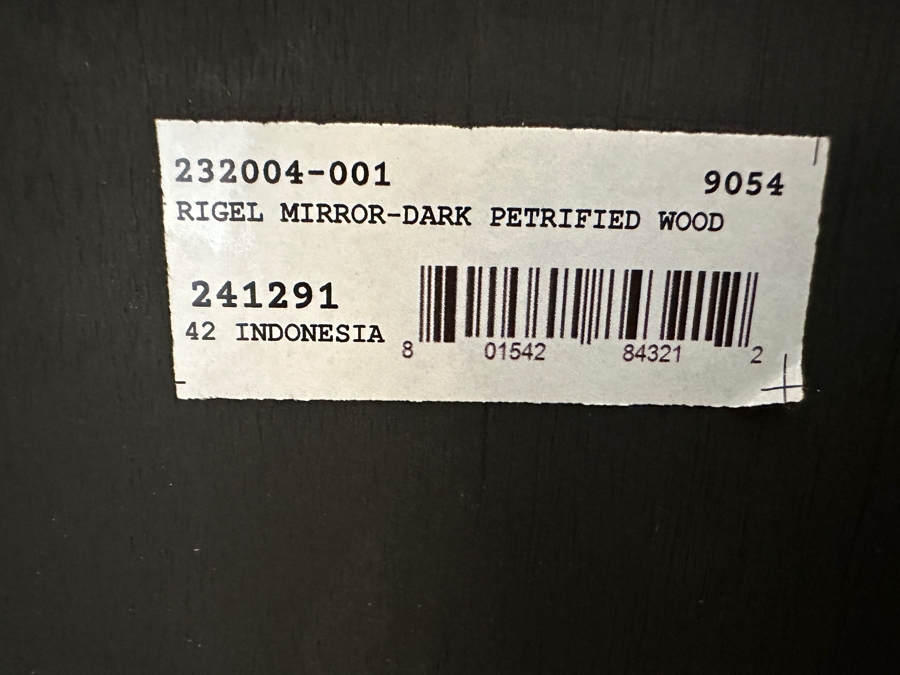 232004-001 9054
RIGEL MIRROR-DARK PETRIFIED WOOD
241291
42 INDONESIA
8 01542 84321 2